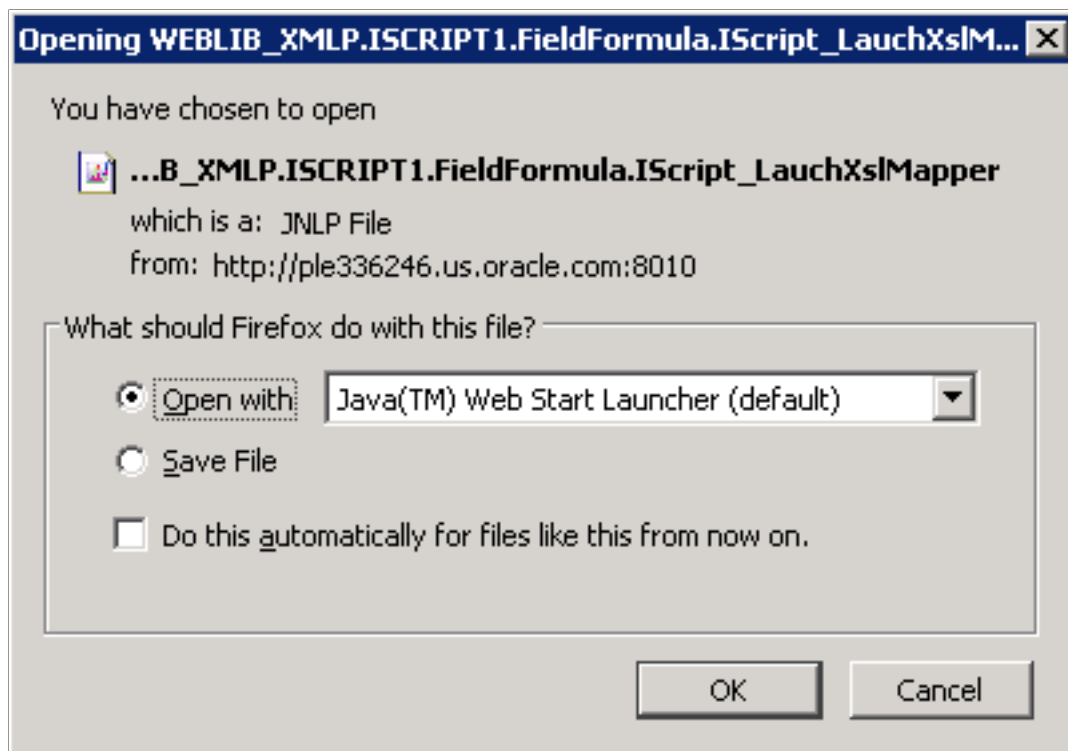 Opening WEBLIB_XMLP.ISCRIPT1.FieldFormula.IScript_LauchXslM...
You have chosen to open
...B_XMLP.ISCRIPT1.FieldFormula.IScript_LauchXslMapper
which is a: JNLP File
from: http://ple336246.us.oracle.com:8010
What should Firefox do with this file?
Open with Java(TM) Web Start Launcher (default)
Save File
Do this automatically for files like this from now on.
OK Cancel